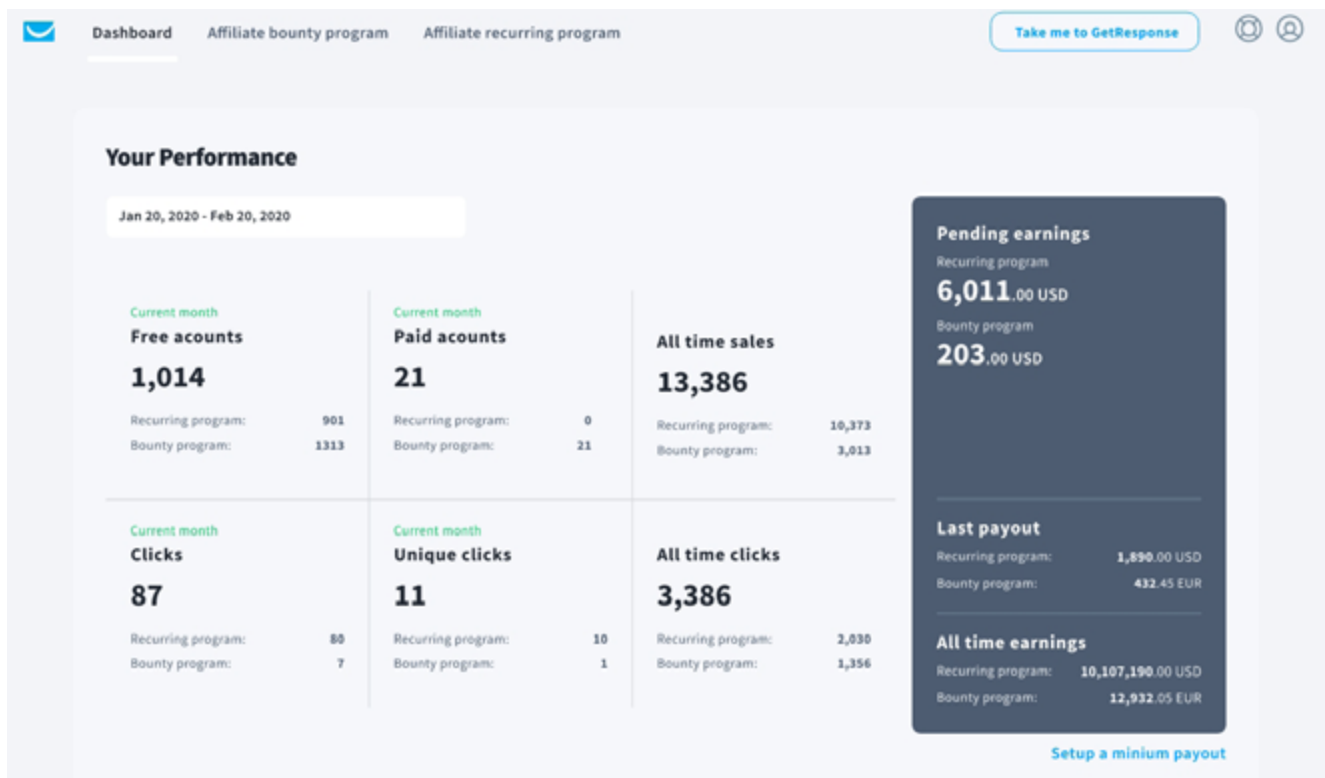 Dashboard Affiliate bounty program Affiliate recurring program Take me to GetResponse
Your Performance
Jan 20, 2020 - Feb 20, 2020
Current month
Free acounts
1,014
Recurring program: 901
Bounty program: 1313
Current month
Paid acounts
21
Recurring program: 0
Bounty program: 21
All time sales
13,386
Recurring program: 10,373
Bounty program: 3,013
Current month
Clicks
87
Recurring program: 80
Bounty program: 7
Current month
Unique clicks
11
Recurring program: 10
Bounty program: 1
All time clicks
3,386
Recurring program: 2,030
Bounty program: 1,356
Pending earnings
Recurring program
6,011.00 USD
Bounty program
203.00 USD
Last payout
Recurring program: 1,890.00 USD
Bounty program: 432.45 EUR
All time earnings
Recurring program: 10,107,190.00 USD
Bounty program: 12,932.05 EUR
Setup a minium payout